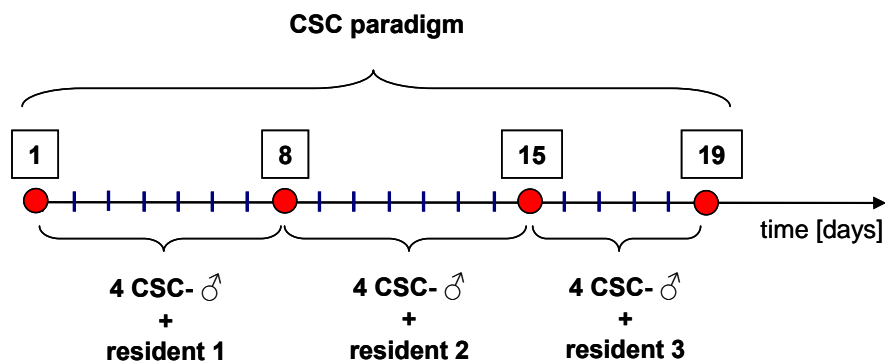 CSC paradigm
1
8
15
19
time [days]
4 CSC- ♂
+
resident 1
4 CSC- ♂
+
resident 2
4 CSC- ♂
+
resident 3